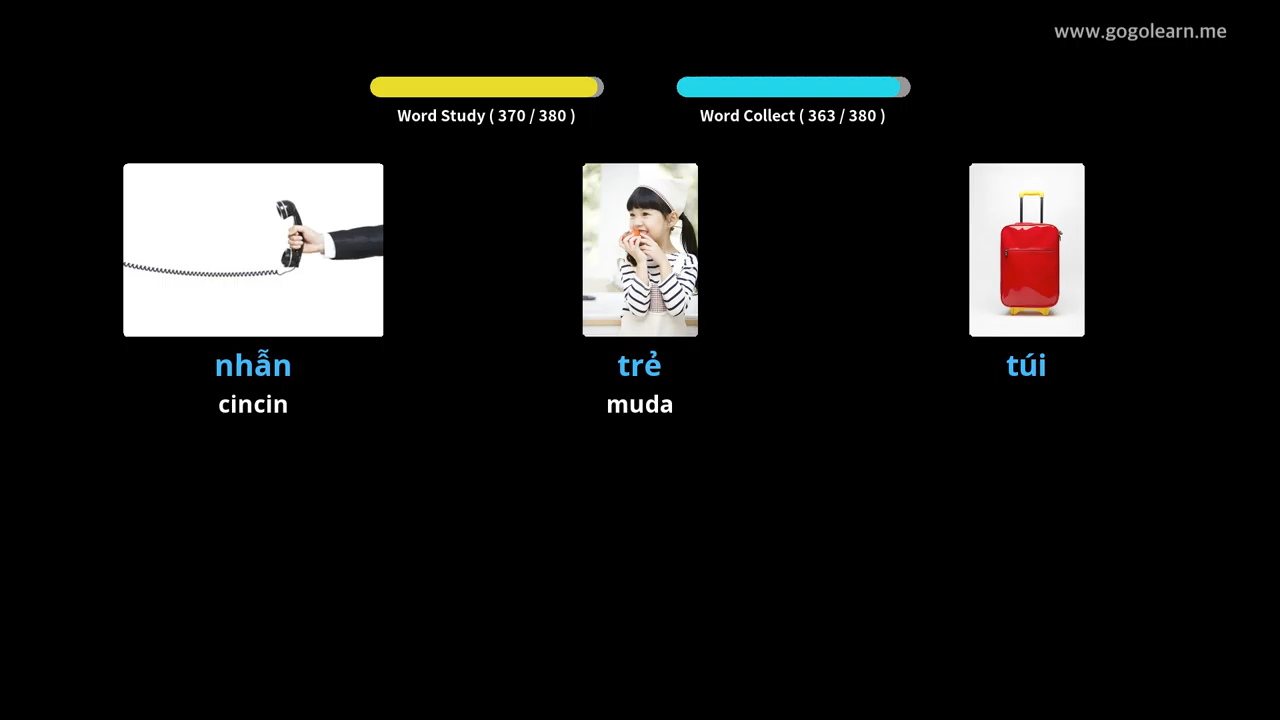 www.gogolearn.me
Word Study ( 370 / 380 )
Word Collect ( 363 / 380 )
nhẫn
cincin
trẻ
muda
túi